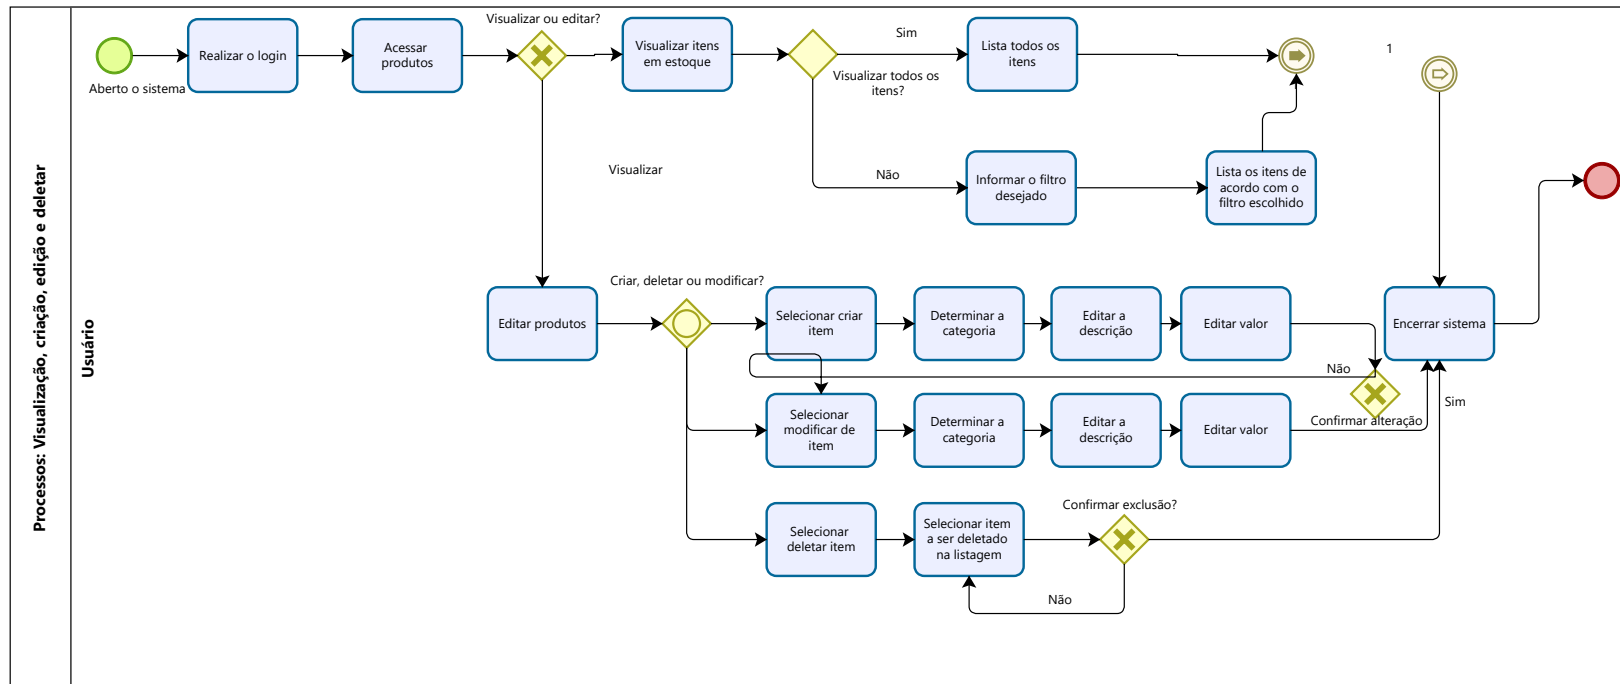 Processos: Visualização, criação, edição e deletar
Usuário
Aberto o sistema
Realizar o login
Acessar
produtos
Visualizar ou editar?
Visualizar itens
em estoque
Sim
Visualizar todos os
itens?
Lista todos os
itens
1
Visualizar
Não
Informar o filtro
desejado
Lista os itens de
acordo com o
filtro escolhido
Editar produtos
Criar, deletar ou modificar?
Selecionar criar
item
Determinar a
categoria
Editar a
descrição
Editar valor
Encerrar sistema
Não
Selecionar
modificar de
item
Determinar a
categoria
Editar a
descrição
Editar valor
Confirmar alteração
Sim
Selecionar
deletar item
Selecionar item
a ser deletado
na listagem
Confirmar exclusão?
Não